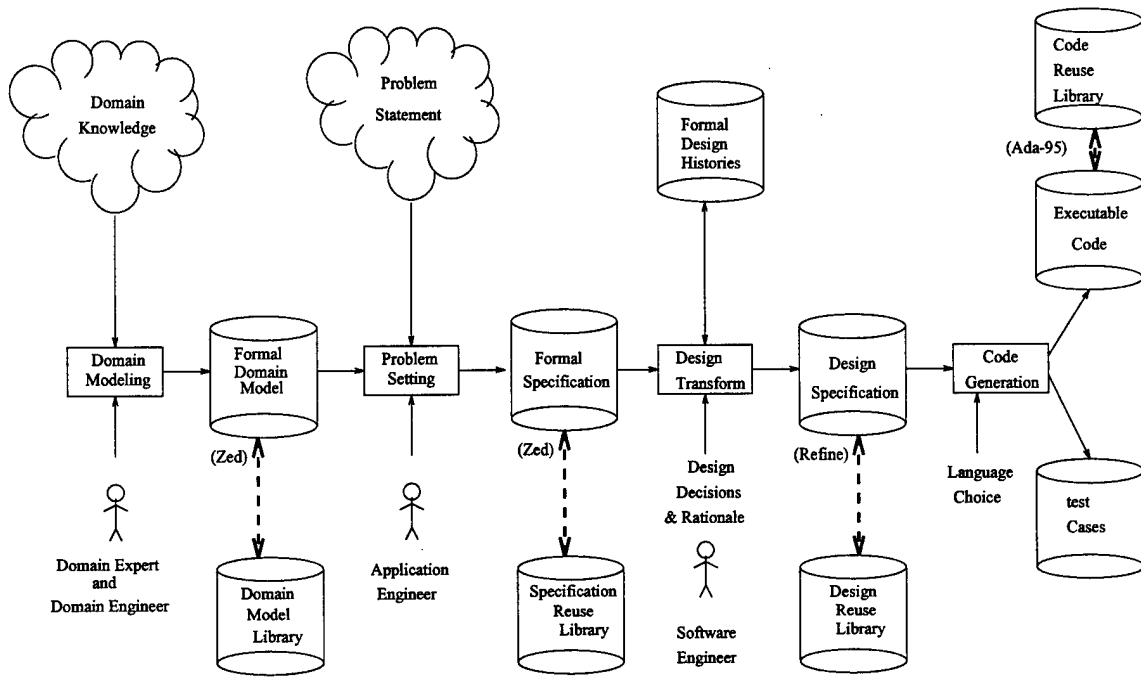 Domain
Knowledge
Problem
Statement
Formal
Design
Histories
Code
Reuse
Library
(Ada-95)
Executable
Code
Domain
Modeling
Formal
Domain
Model
Problem
Setting
Formal
Specification
Design
Transform
Design
Specification
Code
Generation
(Zed)
(Zed)
(Refine)
Domain Expert
and
Domain Engineer
Domain
Model
Library
Application
Engineer
Specification
Reuse
Library
Design
Decisions
& Rationale
Software
Engineer
Design
Reuse
Library
Language
Choice
test
Cases